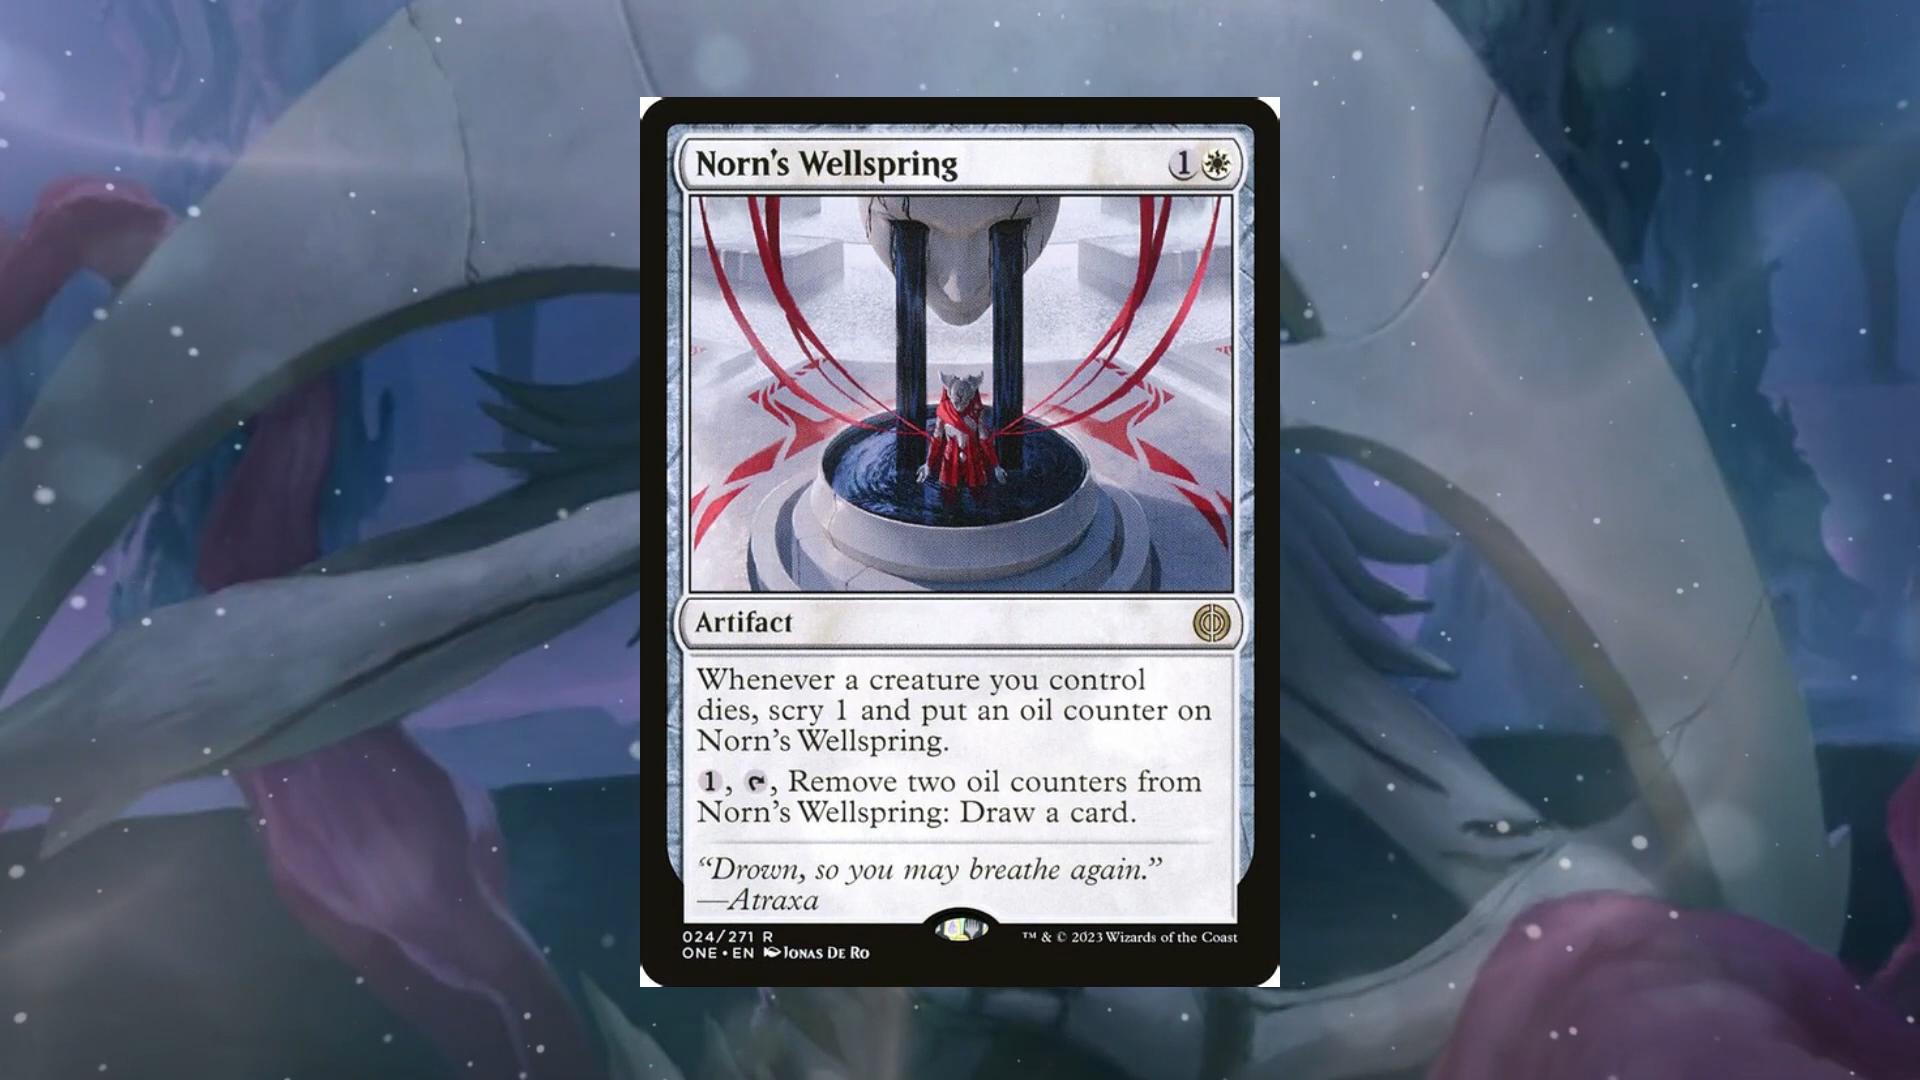 Norn's Wellspring 1
Artifact
Whenever a creature you control
dies, scry 1 and put an oil counter on
Norn's Wellspring.
1, , Remove two oil counters from
Norn's Wellspring: Draw a card.
“Drown, so you may breathe again.”
—Atraxa
024/271 R
ONE • EN JONAS DE RO
™ & © 2023 Wizards of the Coast